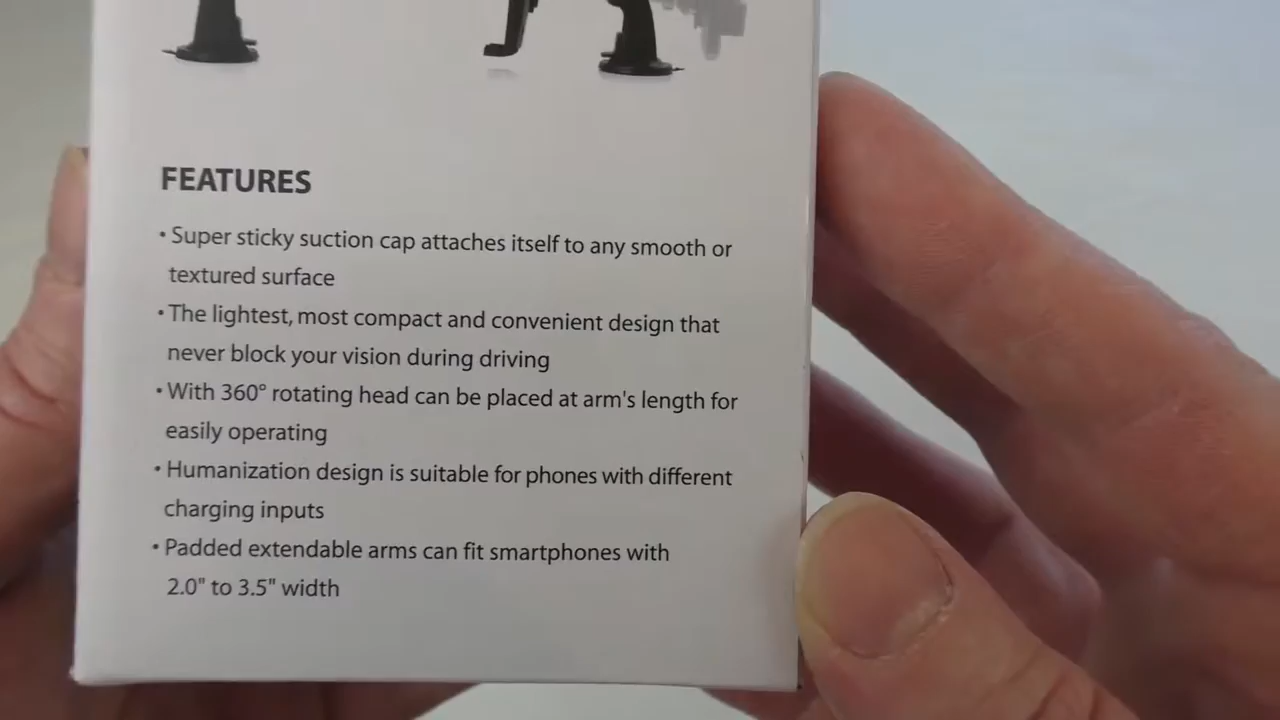 FEATURES
• Super sticky suction cap attaches itself to any smooth or
textured surface
• The lightest, most compact and convenient design that
never block your vision during driving
• With 360° rotating head can be placed at arm's length for
easily operating
• Humanization design is suitable for phones with different
charging inputs
• Padded extendable arms can fit smartphones with
2.0" to 3.5" width